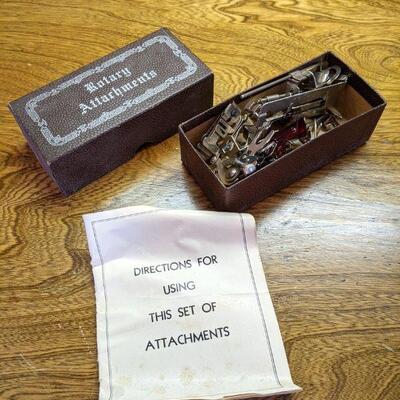 Rotary
Attachments
DIRECTIONS FOR
USING
THIS SET OF
ATTACHMENTS